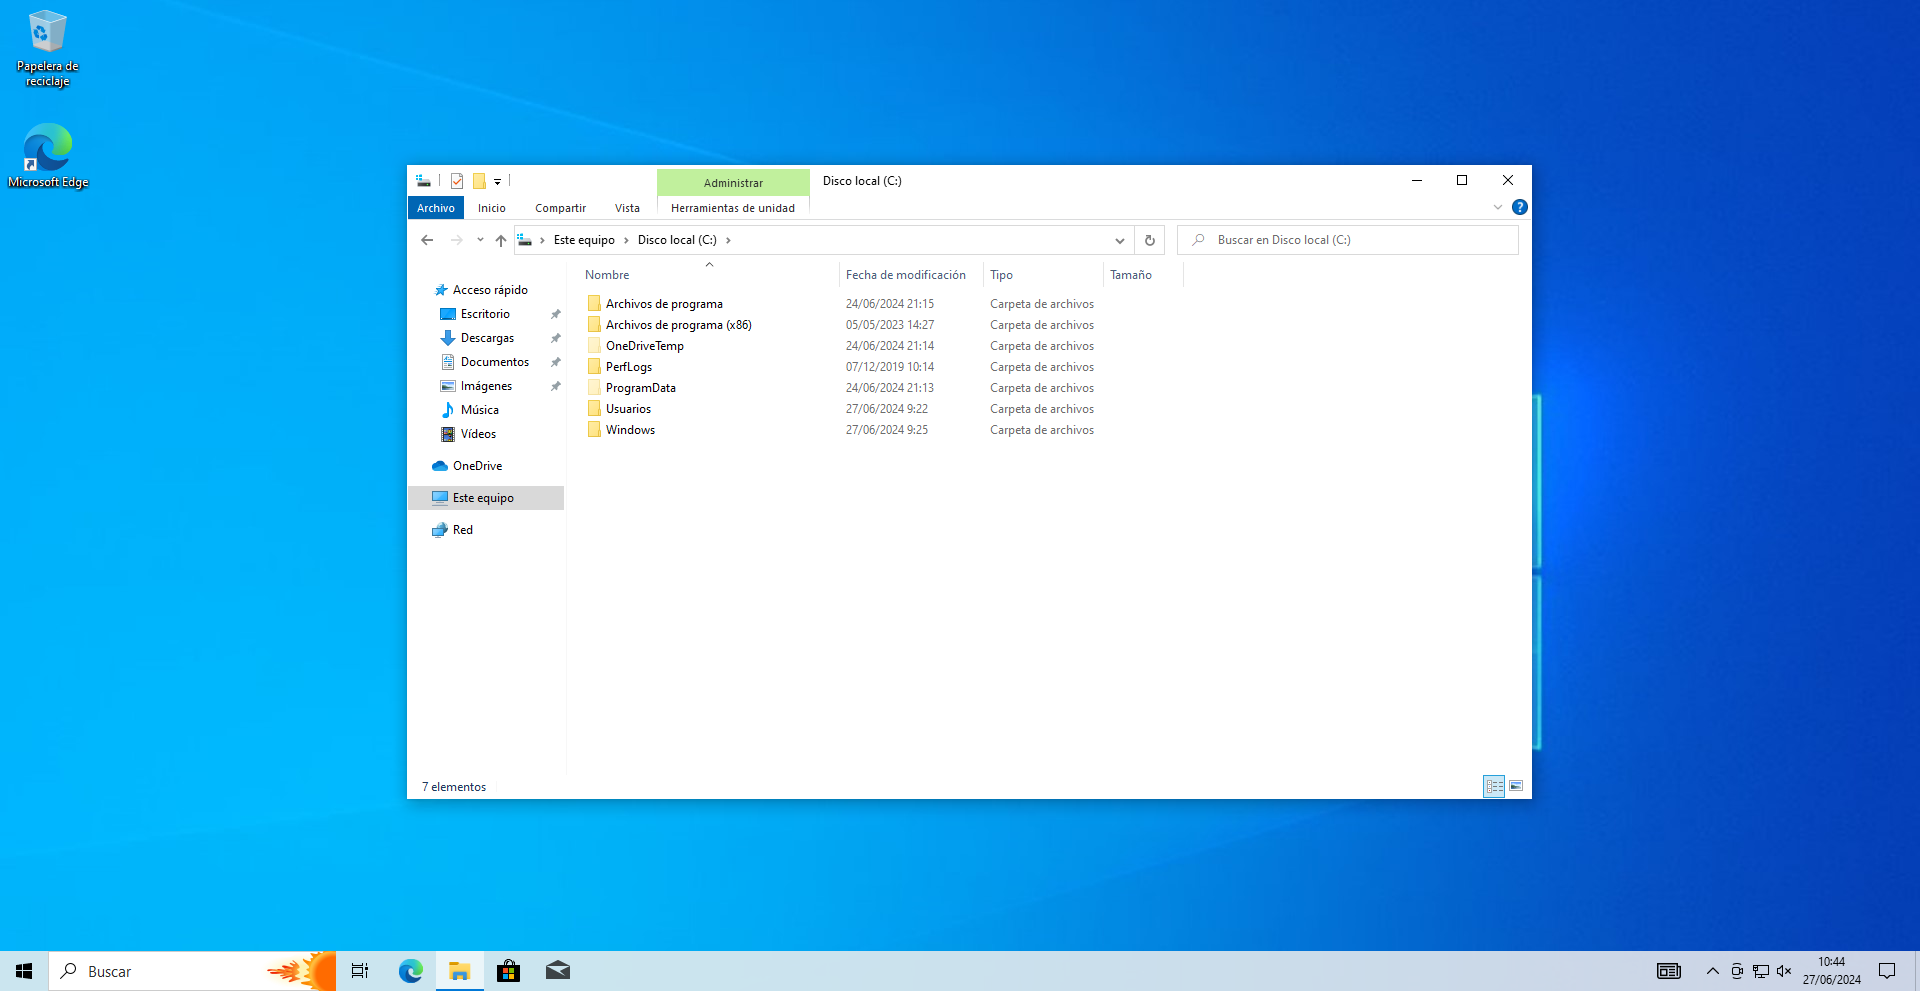 Papelera de
reciclaje
Microsoft Edge
Administrar
Disco local (C:)
Archivo
Inicio
Compartir
Vista
Herramientas de unidad
Este equipo
Disco local (C:)
Buscar en Disco local (C:)
Nombre
Fecha de modificación
Tipo
Tamaño
Acceso rápido
Escritorio
Descargas
Documentos
Imágenes
Música
Vídeos
OneDrive
Este equipo
Red
Archivos de programa 24/06/2024 21:15 Carpeta de archivos
Archivos de programa (x86) 05/05/2023 14:27 Carpeta de archivos
OneDriveTemp 24/06/2024 21:14 Carpeta de archivos
PerfLogs 07/12/2019 10:14 Carpeta de archivos
ProgramData 24/06/2024 21:13 Carpeta de archivos
Usuarios 27/06/2024 9:22 Carpeta de archivos
Windows 27/06/2024 9:25 Carpeta de archivos
7 elementos
Buscar
10:44
27/06/2024